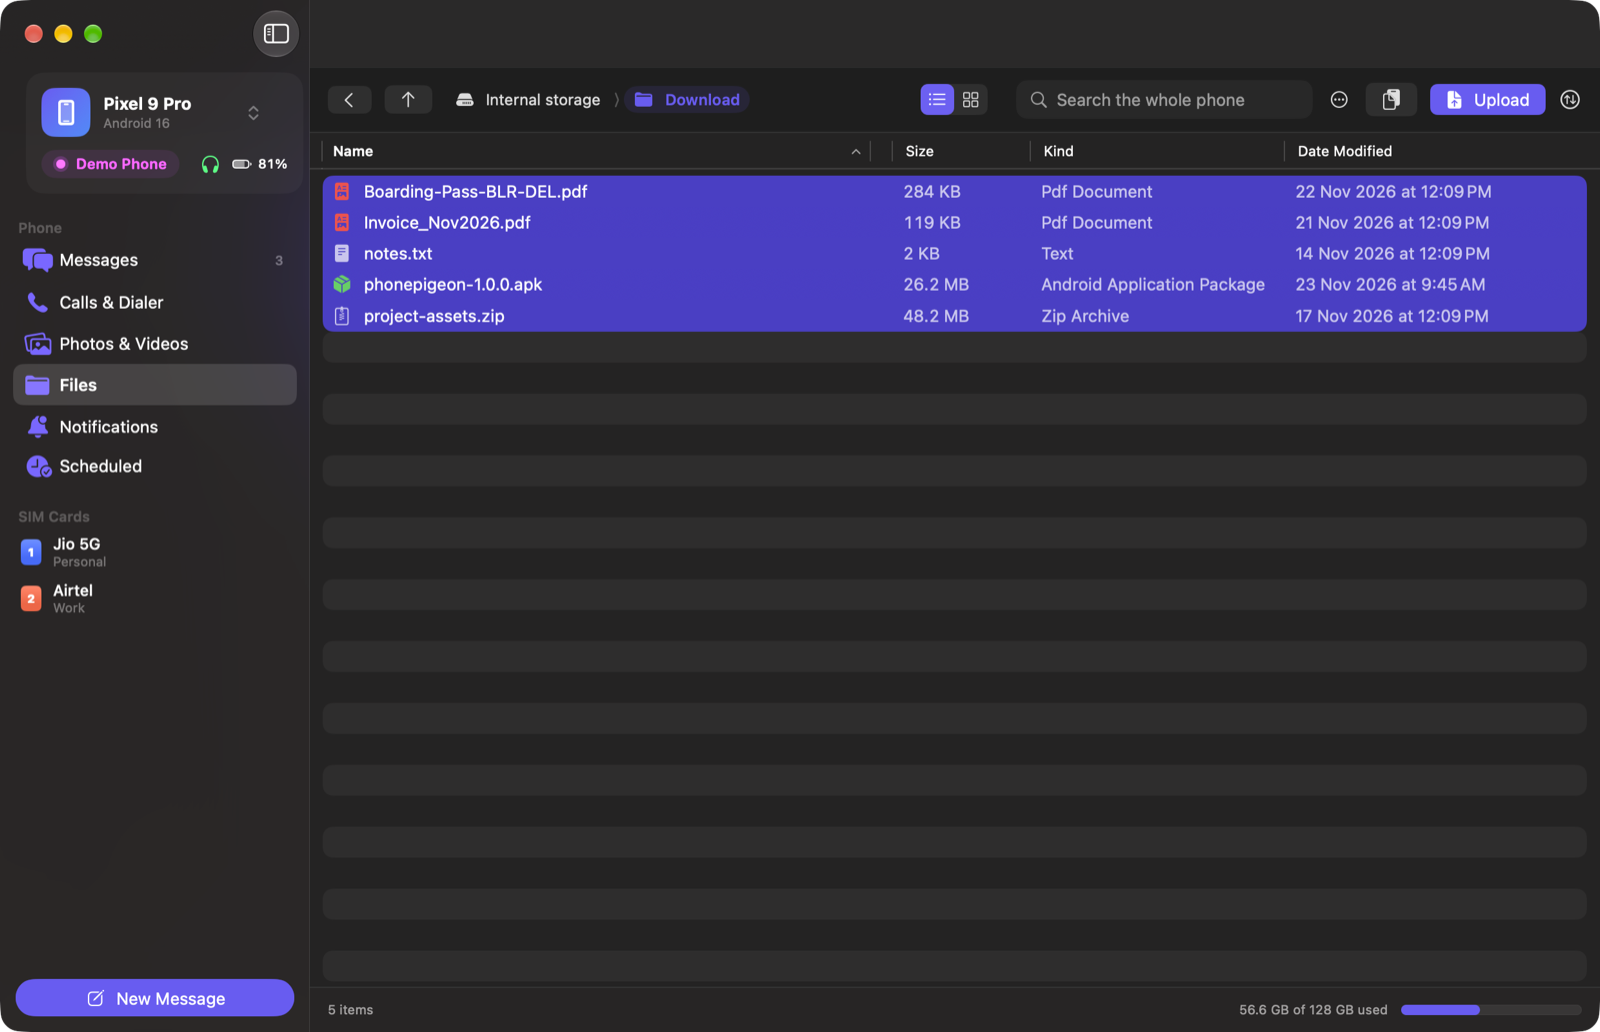 Pixel 9 Pro
Android 16
Demo Phone
81%
Phone
Messages 3
Calls & Dialer
Photos & Videos
Files
Notifications
Scheduled
SIM Cards
1 Jio 5G
Personal
2 Airtel
Work
New Message
Internal storage Download Search the whole phone Upload
Name Size Kind Date Modified
Boarding-Pass-BLR-DEL.pdf 284 KB Pdf Document 22 Nov 2026 at 12:09 PM
Invoice_Nov2026.pdf 119 KB Pdf Document 21 Nov 2026 at 12:09 PM
notes.txt 2 KB Text 14 Nov 2026 at 12:09 PM
phonepigeon-1.0.0.apk 26.2 MB Android Application Package 23 Nov 2026 at 9:45 AM
project-assets.zip 48.2 MB Zip Archive 17 Nov 2026 at 12:09 PM
5 items 56.6 GB of 128 GB used